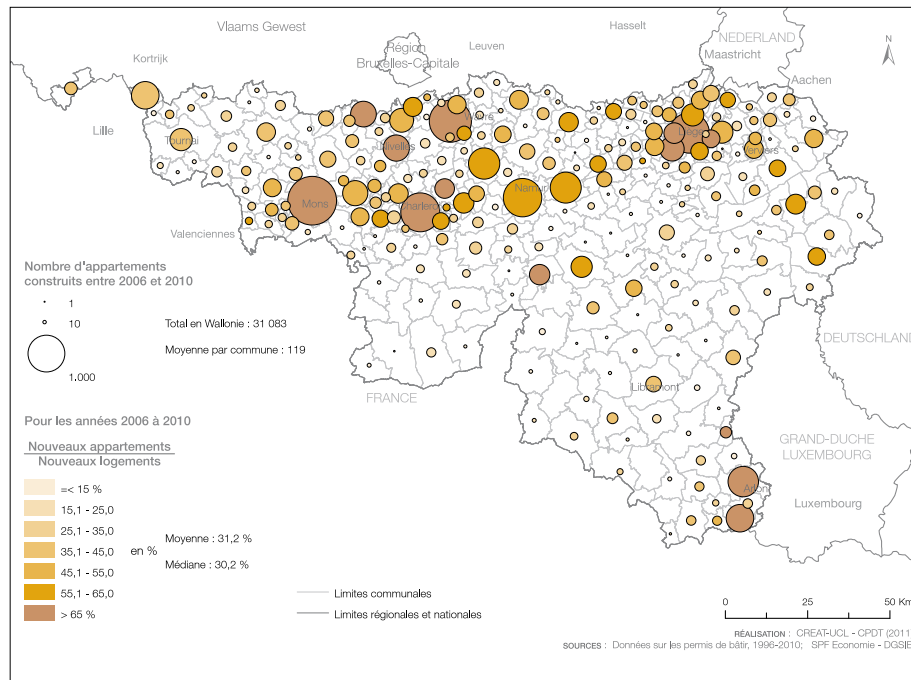 Vlaams Gewest
Hasselt
NEDERLAND
Kortrijk
Région
Bruxelles-Capitale
Leuven
Maastricht
N
Aachen
Lille
Tournai
Wavre
Liège
Nivelles
Verviers
Namur
Mons
Charleroi
Valenciennes
Nombre d'appartements
construits entre 2006 et 2010
1
10
1.000
Total en Wallonie : 31 083
Moyenne par commune : 119
DEUTSCHLAND
Libramont
FRANCE
Pour les années 2006 à 2010
Nouveaux appartements
Nouveaux logements
=< 15 %
15,1 - 25,0
25,1 - 35,0
35,1 - 45,0
45,1 - 55,0
55,1 - 65,0
> 65 %
en %
Moyenne : 31,2 %
Médiane : 30,2 %
GRAND-DUCHE
LUXEMBOURG
Arlon
Luxembourg
Limites communales
Limites régionales et nationales
0 25 50 Km
RÉALISATION : CREAT-UCL - CPDT (2011)
SOURCES : Données sur les permis de bâtir, 1996-2010; SPF Economie - DGSIE